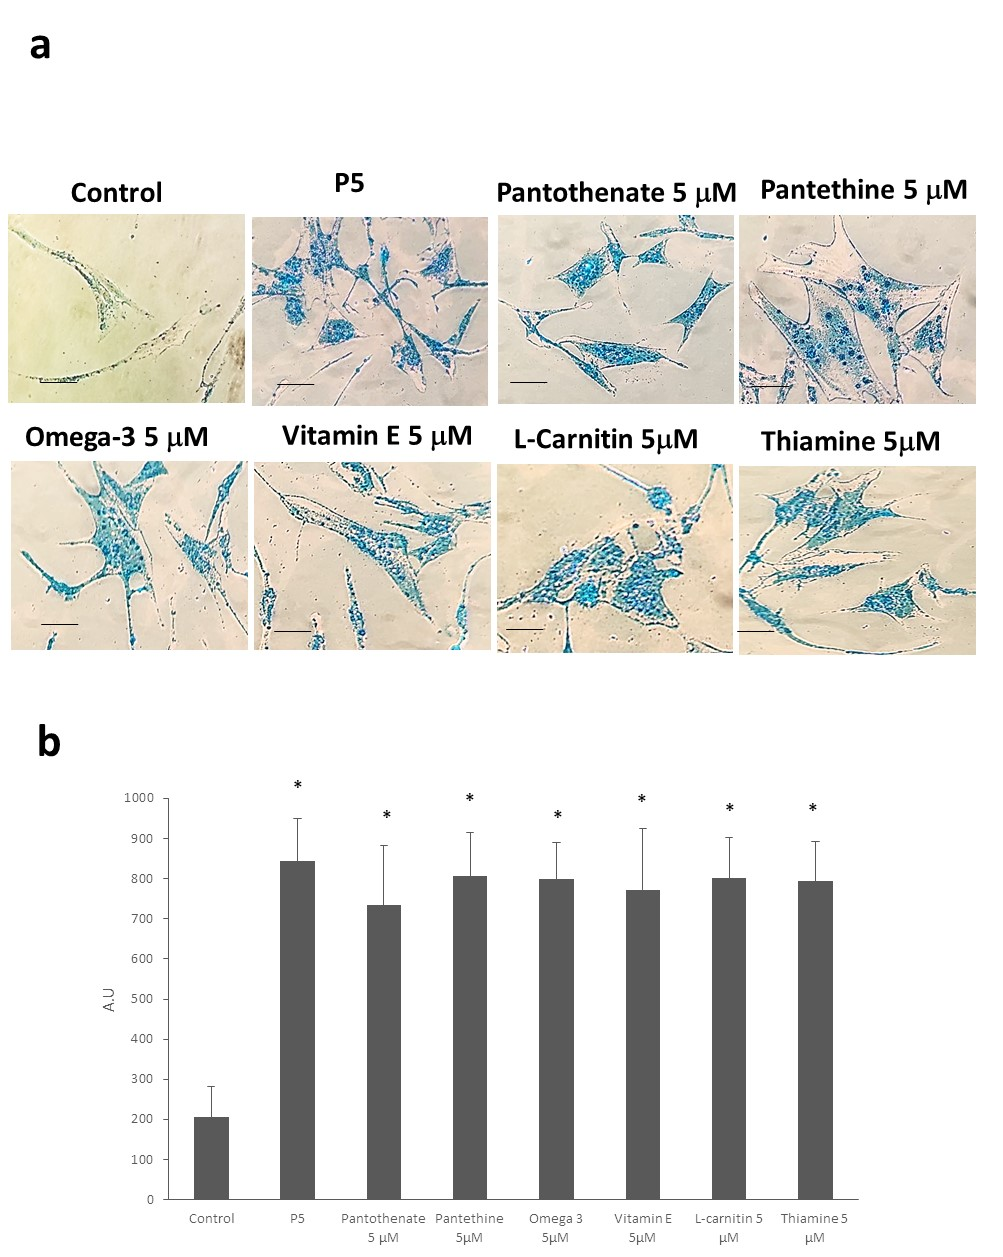 a
Control
P5
Pantothenate 5 μM
Pantethine 5 μM
Omega-3 5 μM
Vitamin E 5 μM
L-Carnitin 5μM
Thiamine 5μM
b
* * * * * * *
1000
900
800
700
600
500
400
300
200
100
0
A.U
Control
P5
Pantothenate
5 μM
Pantethine
5μM
Omega 3
5μM
Vitamin E
5μM
L-carnitin 5
μM
Thiamine 5
μM